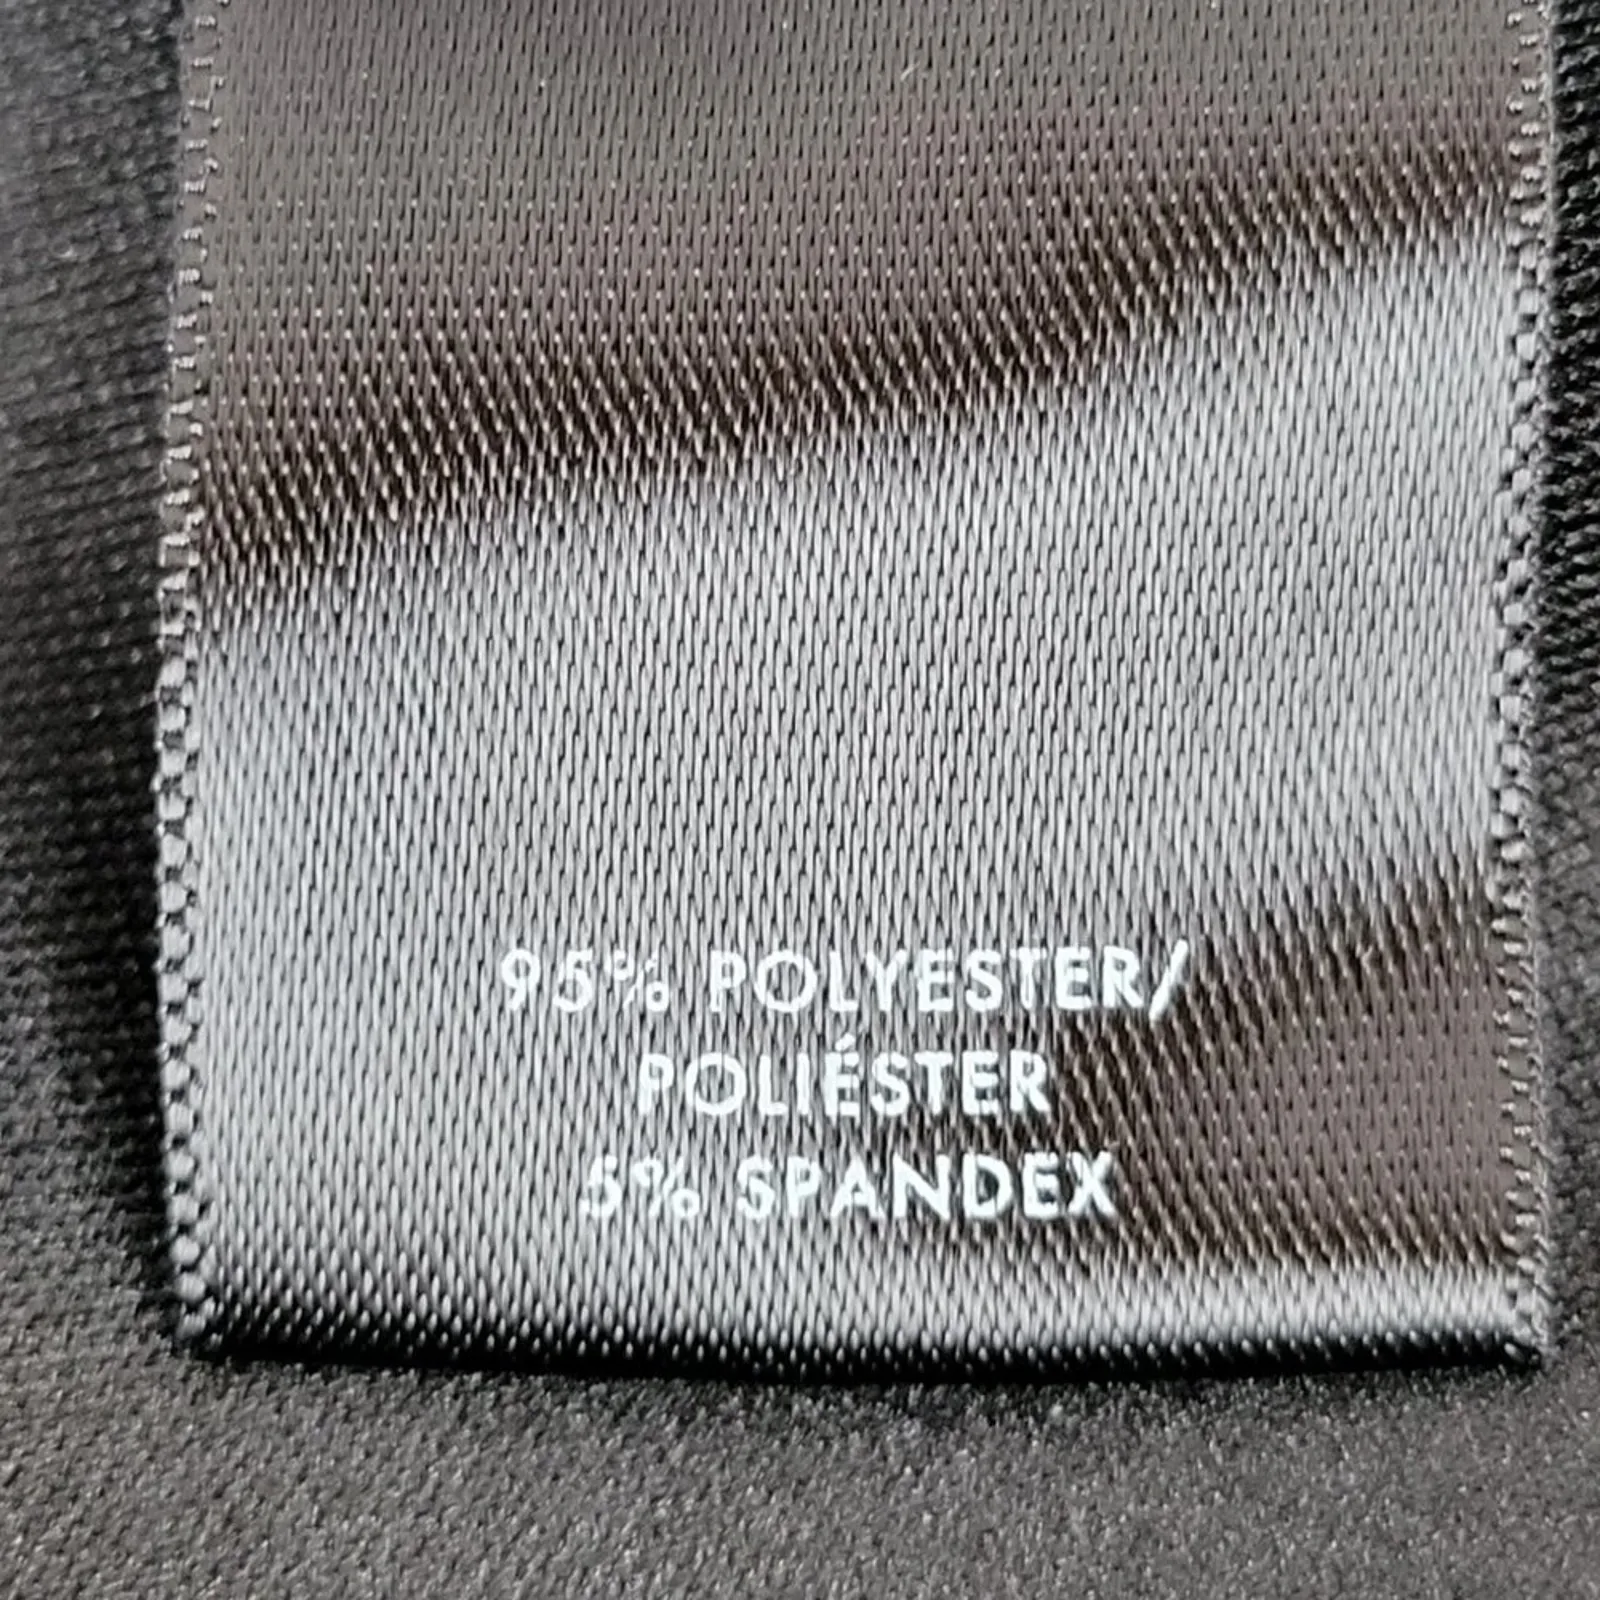 95% POLYESTER/
POLIÉSTER
5% SPANDEX